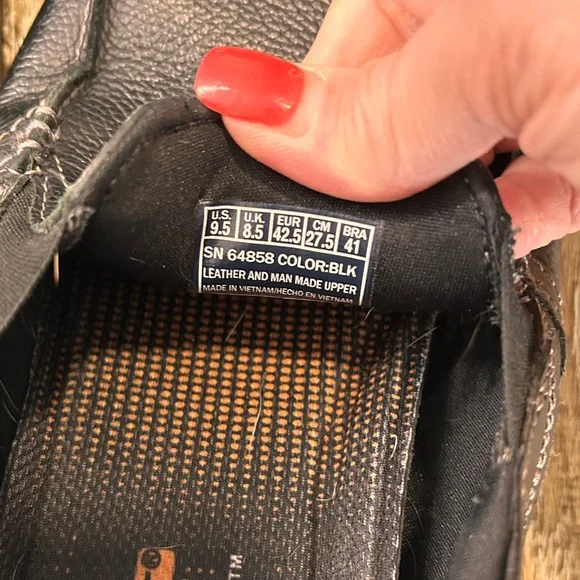 U.S. U.K. EUR CM BRA
9.5 8.5 42.5 27.5 41
SN 64858 COLOR:BLK
LEATHER AND MAN MADE UPPER
MADE IN VIETNAM/HECHO EN VIETNAM
TM